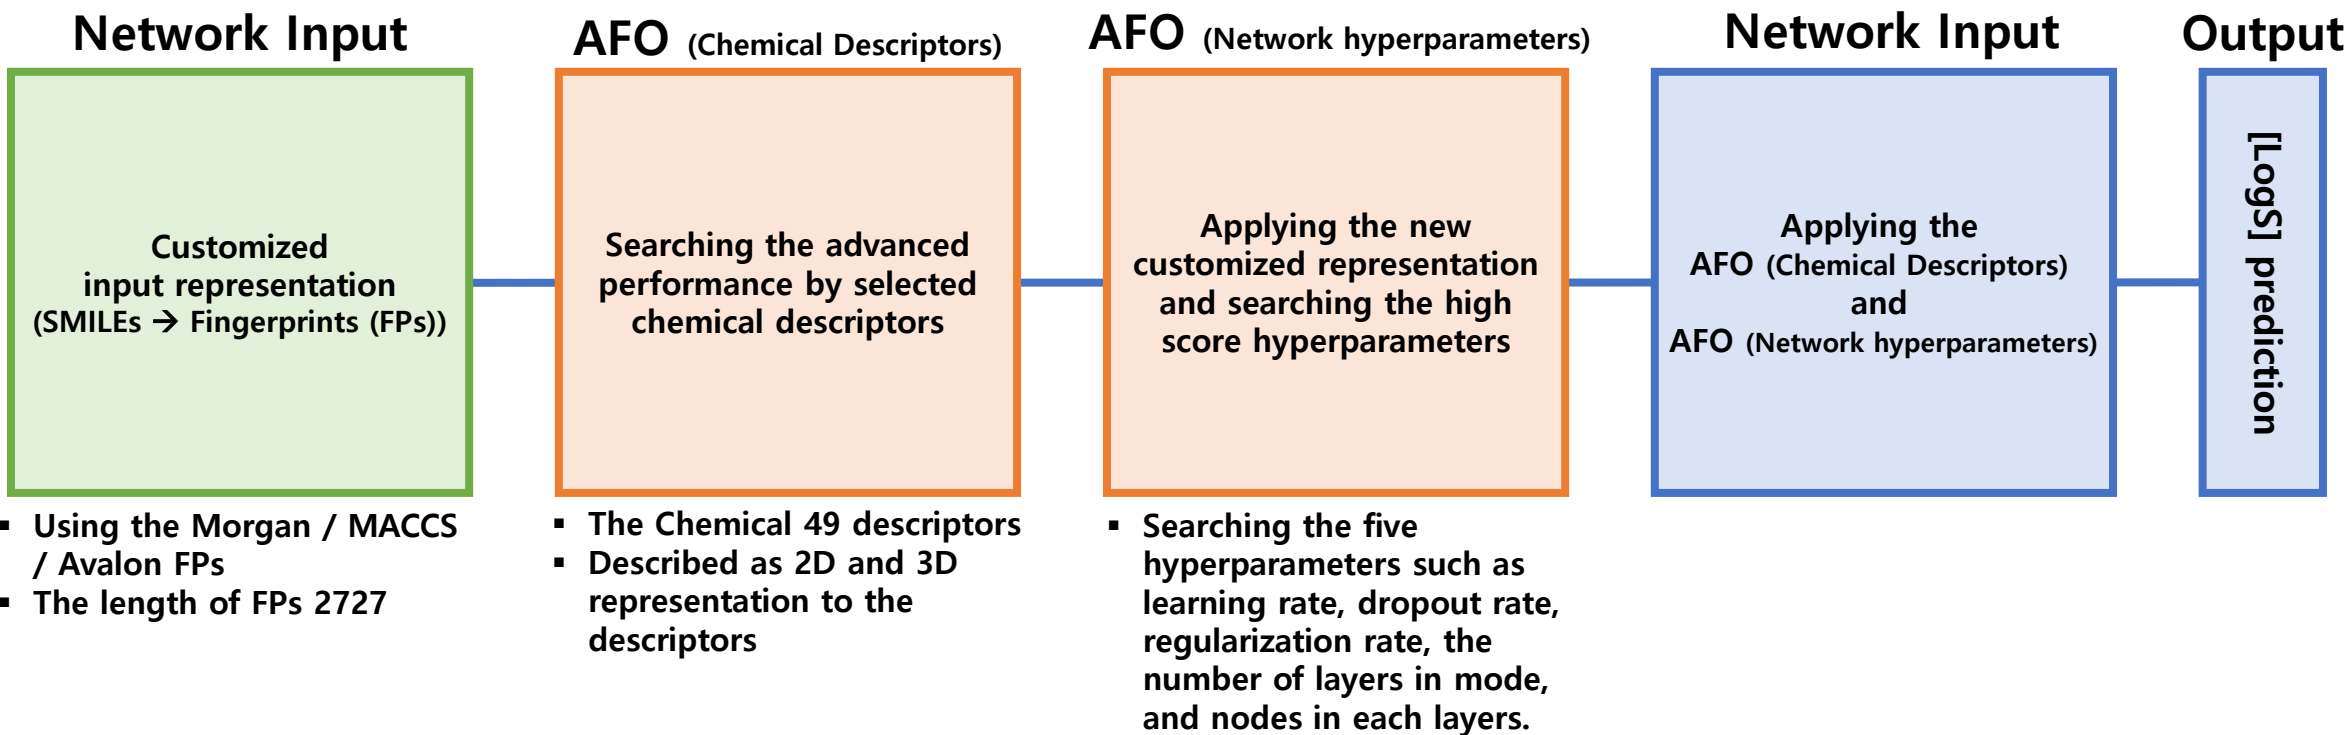 Network Input
Customized
input representation
(SMILEs → Fingerprints (FPs))
▪ Using the Morgan / MACCS
/ Avalon FPs
▪ The length of FPs 2727
AFO (Chemical Descriptors)
Searching the advanced
performance by selected
chemical descriptors
▪ The Chemical 49 descriptors
▪ Described as 2D and 3D
representation to the
descriptors
AFO (Network hyperparameters)
Applying the new
customized representation
and searching the high
score hyperparameters
▪ Searching the five
hyperparameters such as
learning rate, dropout rate,
regularization rate, the
number of layers in mode,
and nodes in each layers.
Network Input
Applying the
AFO (Chemical Descriptors)
and
AFO (Network hyperparameters)
Output
[LogS] prediction